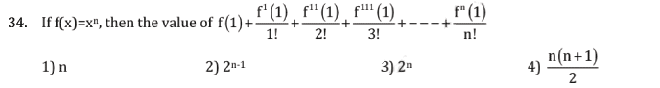 34. If f(x)=xⁿ, then the value of f(1)+ f¹(1)/1! + f¹¹(1)/2! + f¹¹¹(1)/3! +---+ fⁿ(1)/n!
1) n 2) 2ⁿ⁻¹ 3) 2ⁿ 4) n(n+1)/2